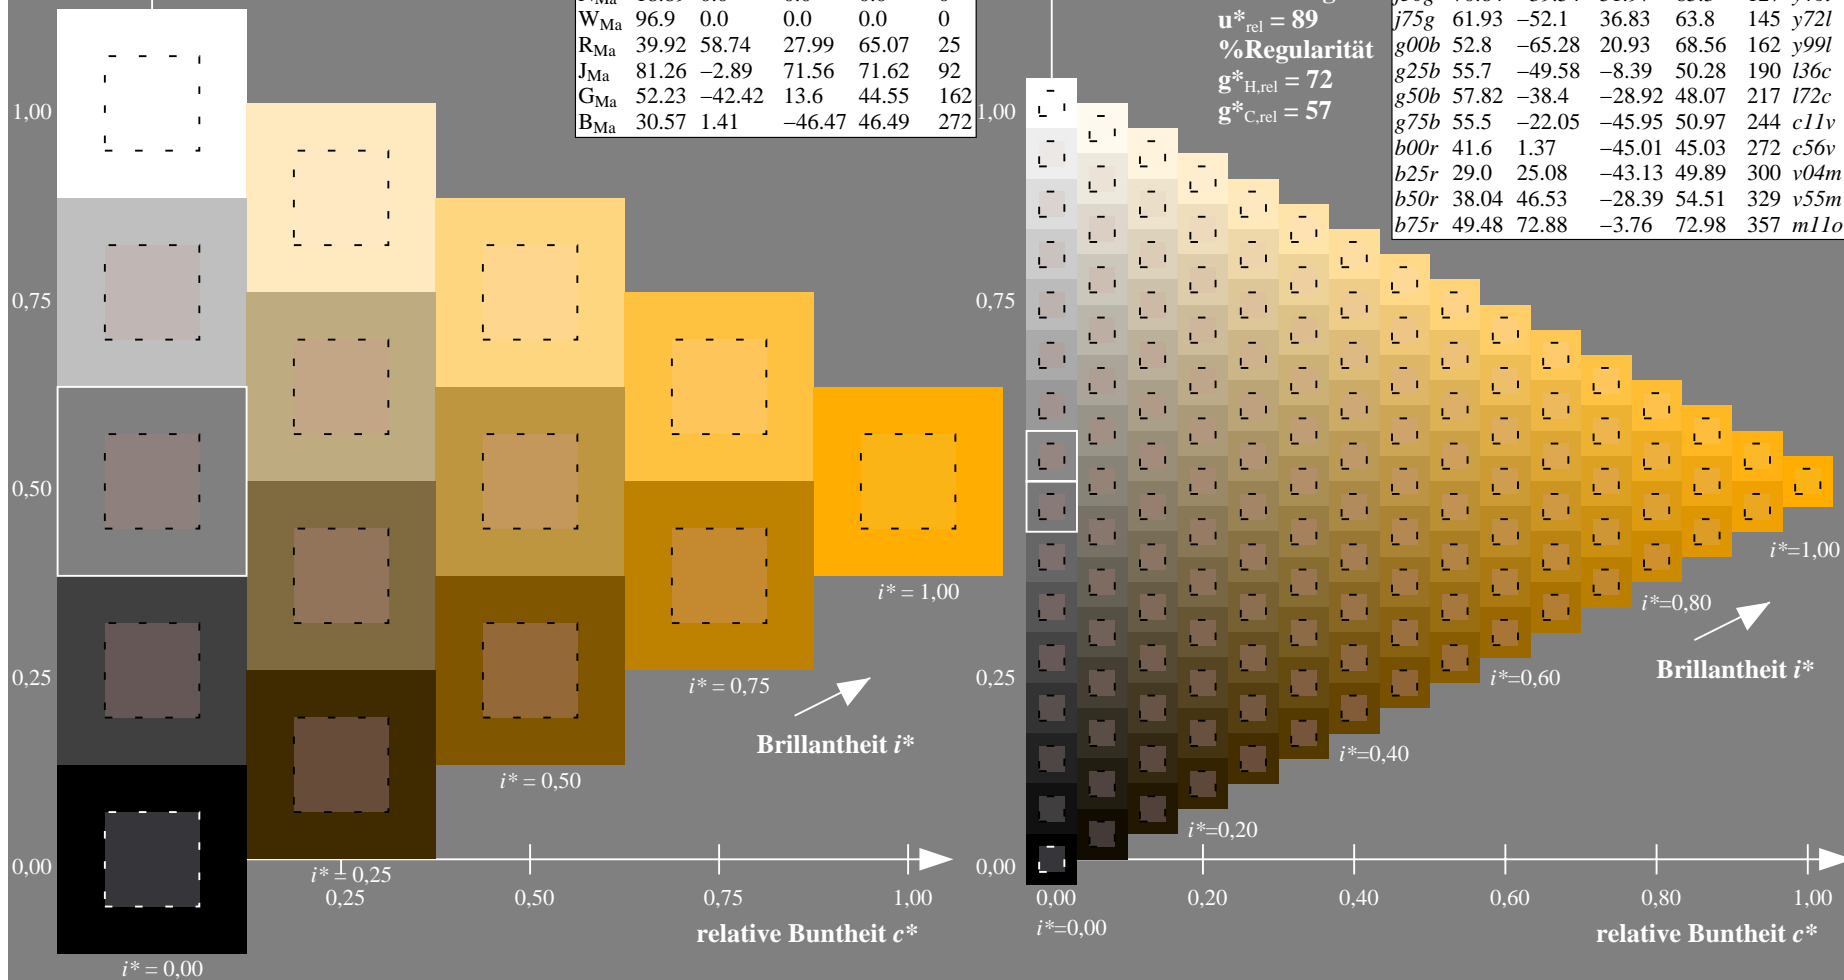 W_Ma 96.9 0.0 0.0 0.0 0
R_Ma 39.92 58.74 27.99 65.07 25
J_Ma 81.26 −2.89 71.56 71.62 92
G_Ma 52.23 −42.42 13.6 44.55 162
B_Ma 30.57 1.41 −46.47 46.49 272
1,00
0,75
0,50
0,25
0,00
i* = 1,00
i* = 0,75
Brillantheit i*
i* = 0,50
i* = 0,25
0,25 0,50 0,75 1,00
relative Buntheit c*
i* = 0,00
u*rel = 89
%Regularität
g*H,rel = 72
g*C,rel = 57
j75g 61.93 −52.1 36.83 63.8 145 y72l
g00b 52.8 −65.28 20.93 68.56 162 y99l
g25b 55.7 −49.58 −8.39 50.28 190 l36c
g50b 57.82 −38.4 −28.92 48.07 217 l72c
g75b 55.5 −22.05 −45.95 50.97 244 c11v
b00r 41.6 1.37 −45.01 45.03 272 c56v
b25r 29.0 25.08 −43.13 49.89 300 v04m
b50r 38.04 46.53 −28.39 54.51 329 v55m
b75r 49.48 72.88 −3.76 72.98 357 m11o
1,00
0,75
0,25
0,00
i*=1,00
i*=0,80
Brillantheit i*
i*=0,60
i*=0,40
i*=0,20
0,00 0,20 0,40 0,60 0,80 1,00
i*=0,00
relative Buntheit c*